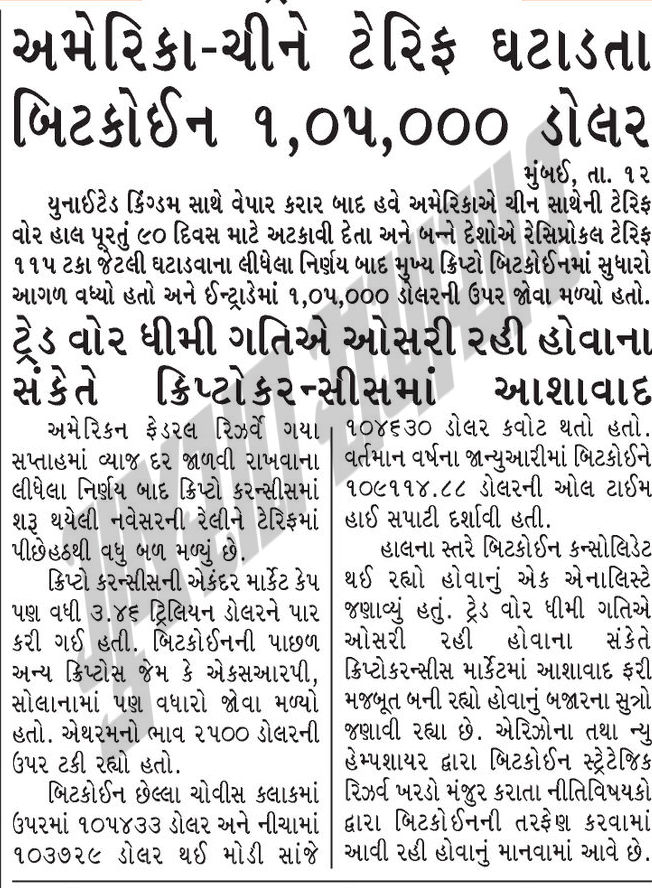 અમેરિકા-ચીને ટેરિફ ઘટાડતા
બિટકોઈન ૧,૦૫,૦૦૦ ડોલર
મુંબઈ, તા. ૧૨
યુનાઈટેડ કિંગ્ડમ સાથે વેપાર કરાર બાદ હવે અમેરિકાએ ચીન સાથેની ટેરિફ
વોર હાલ પૂરતું ૯૦ દિવસ માટે અટકાવી દેતા અને બન્ને દેશોએ રેસિપ્રોકલ ટેરિફ
૧૧૫ ટકા જેટલી ઘટાડવાના લીધેલા નિર્ણય બાદ મુખ્ય ક્રિપ્ટો બિટકોઈનમાં સુધારો
આગળ વધ્યો હતો અને ઈન્ટ્રાડેમાં ૧,૦૫,૦૦૦ ડોલરની ઉપર જોવા મળ્યો હતો.
ટ્રેડ વોર ધીમી ગતિએ ઓસરી રહી હોવાના
સંકેતે ક્રિપ્ટોકરન્સીસમાં આશાવાદ
અમેરિકન ફેડરલ રિઝર્વે ગયા
સપ્તાહમાં વ્યાજ દર જાળવી રાખવાના
લીધેલા નિર્ણય બાદ ક્રિપ્ટો કરન્સીસમાં
શરૂ થયેલી નવેસરની રેલીને ટેરિફમાં
પીછેહઠથી વધુ બળ મળ્યું છે.
ક્રિપ્ટો કરન્સીની એકંદર માર્કેટ કેપ
પણ વધી ૩.૪૬ ટ્રિલિયન ડોલરને પાર
કરી ગઈ હતી. બિટકોઈનની પાછળ
અન્ય ક્રિપ્ટોસ જેમ કે એકસઆરપી,
સોલાનામાં પણ વધારો જોવા મળ્યો
હતો. એથરમનો ભાવ ૨૫૦૦ ડોલરની
ઉપર ટકી રહ્યો હતો.
બિટકોઈન છેલ્લા ચોવીસ કલાકમાં
ઉપરમાં ૧૦૫૪૩૩ ડોલર અને નીચામાં
૧૦૩૭૨૯ ડોલર થઈ મોડી સાંજે
૧૦૪૬૩૦ ડોલર કવોટ થતો હતો.
વર્તમાન વર્ષના જાન્યુઆરીમાં બિટકોઈને
૧૦૯૧૧૪.૮૮ ડોલરની ઓલ ટાઈમ
હાઈ સપાટી દર્શાવી હતી.
હાલના સ્તરે બિટકોઈન કન્સોલિડેટ
થઈ રહ્યો હોવાનું એક એનાલિસ્ટે
જણાવ્યું હતું. ટ્રેડ વોર ધીમી ગતિએ
ઓસરી રહી હોવાના સંકેતે
ક્રિપ્ટોકરન્સીસ માર્કેટમાં આશાવાદ ફરી
મજબૂત બની રહ્યો હોવાનું બજારના સુત્રો
જણાવી રહ્યા છે. એરિઝોના તથા ન્યુ
હેમ્પશાયર દ્વારા બિટકોઈન સ્ટ્રેટેજિક
રિઝર્વ ખરડો મંજુર કરાતા નીતિવિષયકો
દ્વારા બિટકોઈનની તરફેણ કરવામાં
આવી રહી હોવાનું માનવામાં આવે છે.